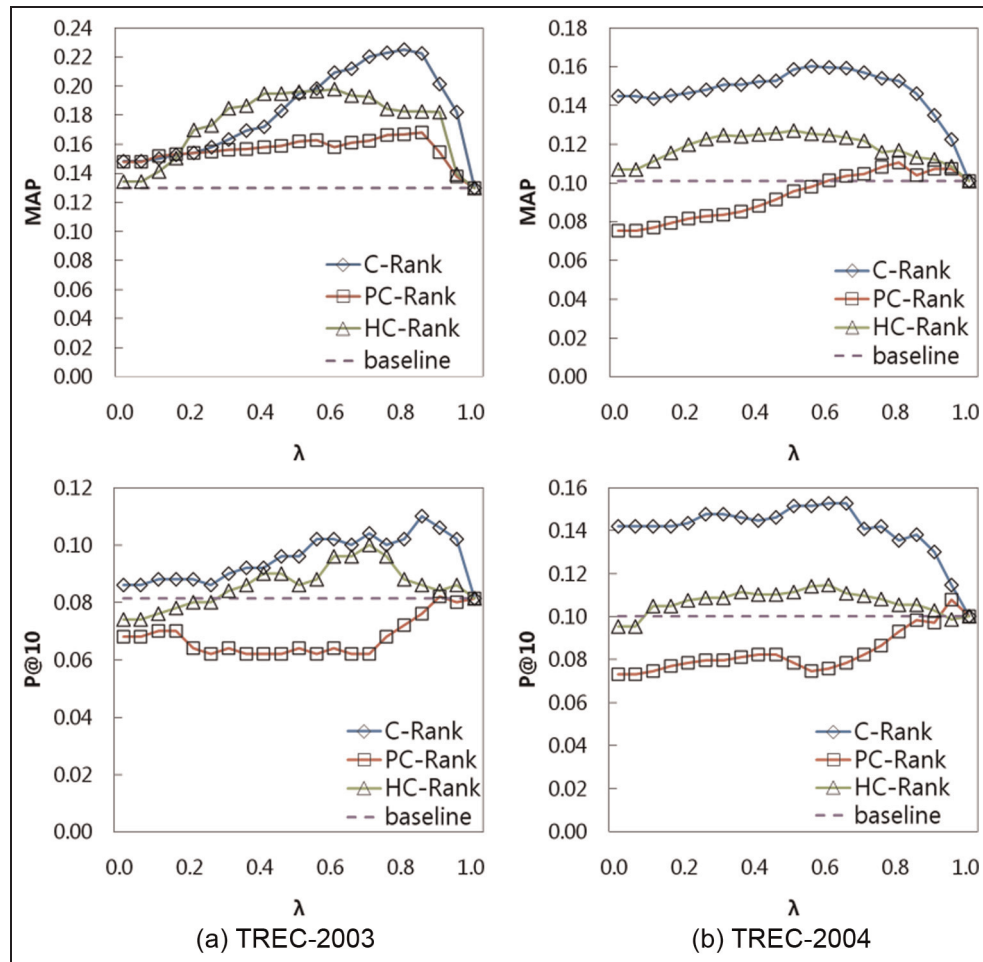 0.24
0.22
0.20
0.18
0.16
0.14
0.12
0.10
0.08
0.06
0.04
0.02
0.00
MAP
C-Rank
PC-Rank
HC-Rank
baseline
0.0 0.2 0.4 0.6 0.8 1.0
λ
0.18
0.16
0.14
0.12
0.10
0.08
0.06
0.04
0.02
0.00
MAP
C-Rank
PC-Rank
HC-Rank
baseline
0.0 0.2 0.4 0.6 0.8 1.0
λ
0.12
0.10
0.08
0.06
0.04
0.02
0.00
P@10
C-Rank
PC-Rank
HC-Rank
baseline
0.0 0.2 0.4 0.6 0.8 1.0
λ
(a) TREC-2003
0.16
0.14
0.12
0.10
0.08
0.06
0.04
0.02
0.00
P@10
C-Rank
PC-Rank
HC-Rank
baseline
0.0 0.2 0.4 0.6 0.8 1.0
λ
(b) TREC-2004